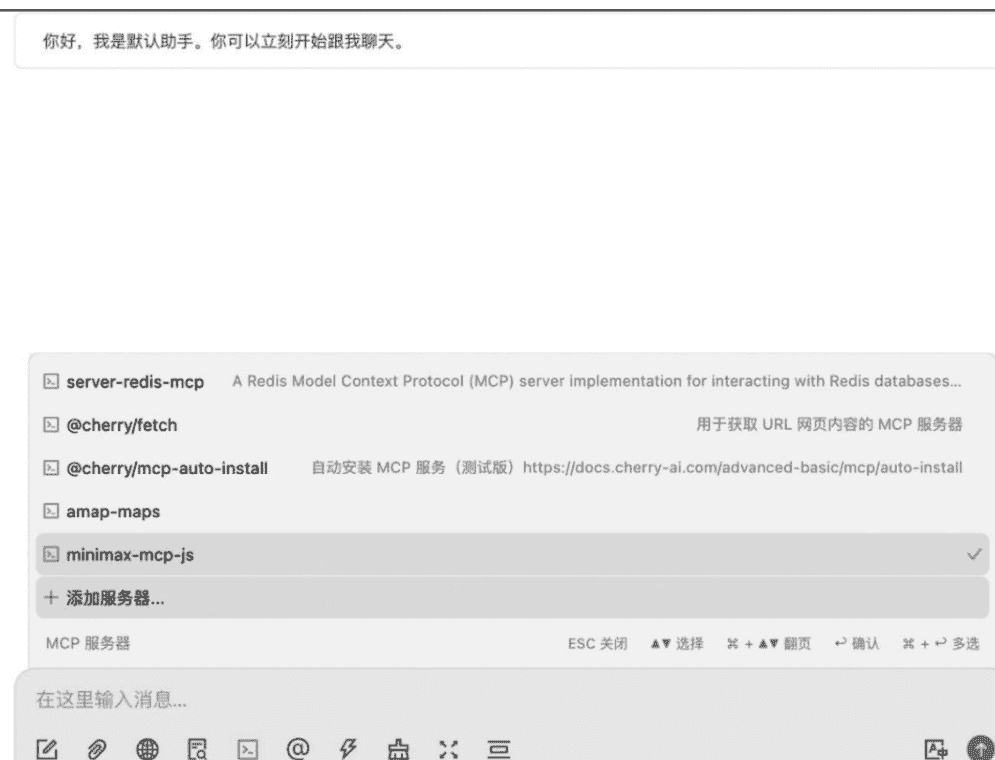 你好，我是默认助手。你可以立刻开始跟我聊天。
server-redis-mcp A Redis Model Context Protocol (MCP) server implementation for interacting with Redis databases...
@cherry/fetch 用于获取 URL 网页内容的 MCP 服务器
@cherry/mcp-auto-install 自动安装 MCP 服务（测试版）https://docs.cherry-ai.com/advanced-basic/mcp/auto-install
amap-maps
minimax-mcp-js ✓
+ 添加服务器...
MCP 服务器 ESC 关闭 ▲▼ 选择 ⌘ + ▲▼ 翻页 ↩ 确认 ⌘ + ↩ 多选
在这里输入消息...